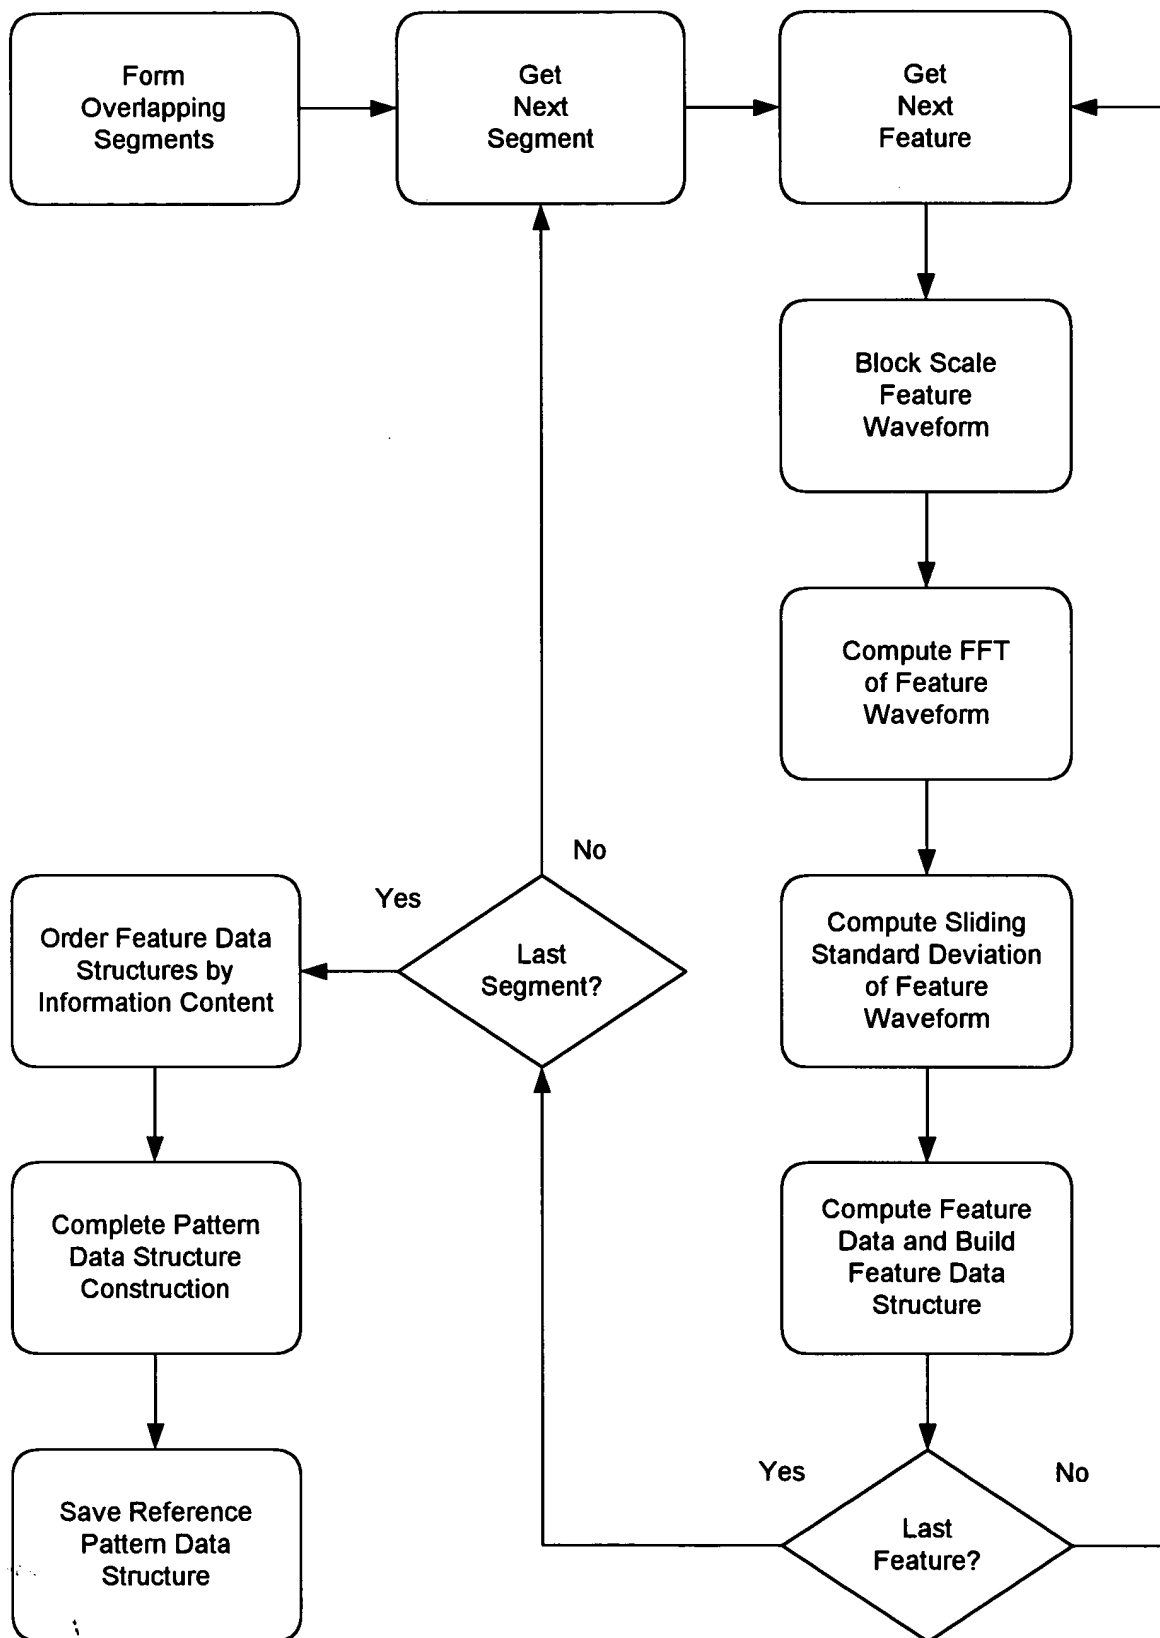 Form
Overlapping
Segments
Get
Next
Segment
Get
Next
Feature
Block Scale
Feature
Waveform
Compute FFT
of Feature
Waveform
Compute Sliding
Standard Deviation
of Feature
Waveform
Compute Feature
Data and Build
Feature Data
Structure
Last
Feature?
Yes
No
Last
Segment?
Yes
No
Order Feature Data
Structures by
Information Content
Complete Pattern
Data Structure
Construction
Save Reference
Pattern Data
Structure